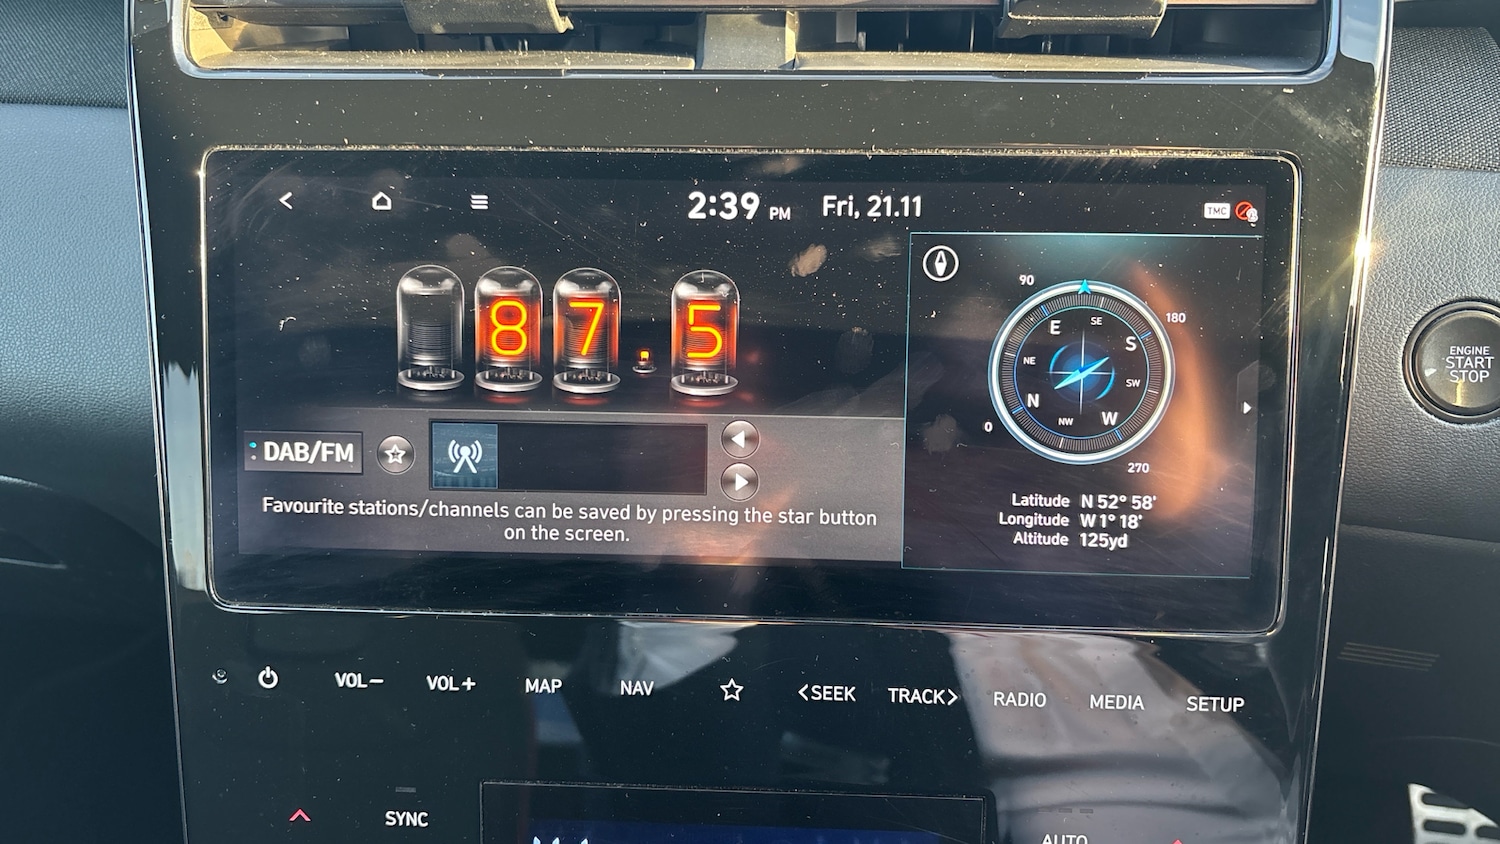 2:39 PM Fri, 21.11
TMC
87.5
DAB/FM
Favourite stations/channels can be saved by pressing the star button
on the screen.
90
180
0
270
E
SE
S
NE
SW
N
NW
W
Latitude N 52° 58'
Longitude W 1° 18'
Altitude 125yd
ENGINE
START
STOP
VOL−
VOL+
MAP
NAV
<SEEK
TRACK>
RADIO
MEDIA
SETUP
SYNC
AUTO